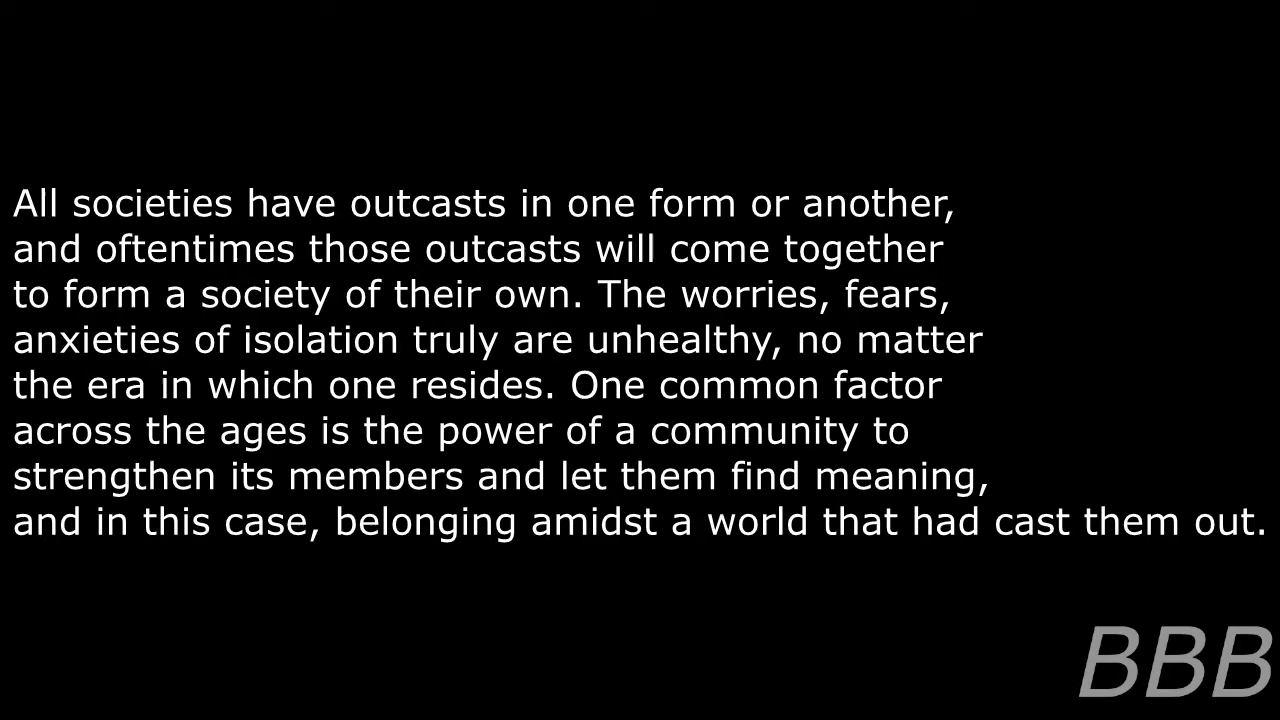 All societies have outcasts in one form or another,
and oftentimes those outcasts will come together
to form a society of their own. The worries, fears,
anxieties of isolation truly are unhealthy, no matter
the era in which one resides. One common factor
across the ages is the power of a community to
strengthen its members and let them find meaning,
and in this case, belonging amidst a world that had cast them out.
BBB